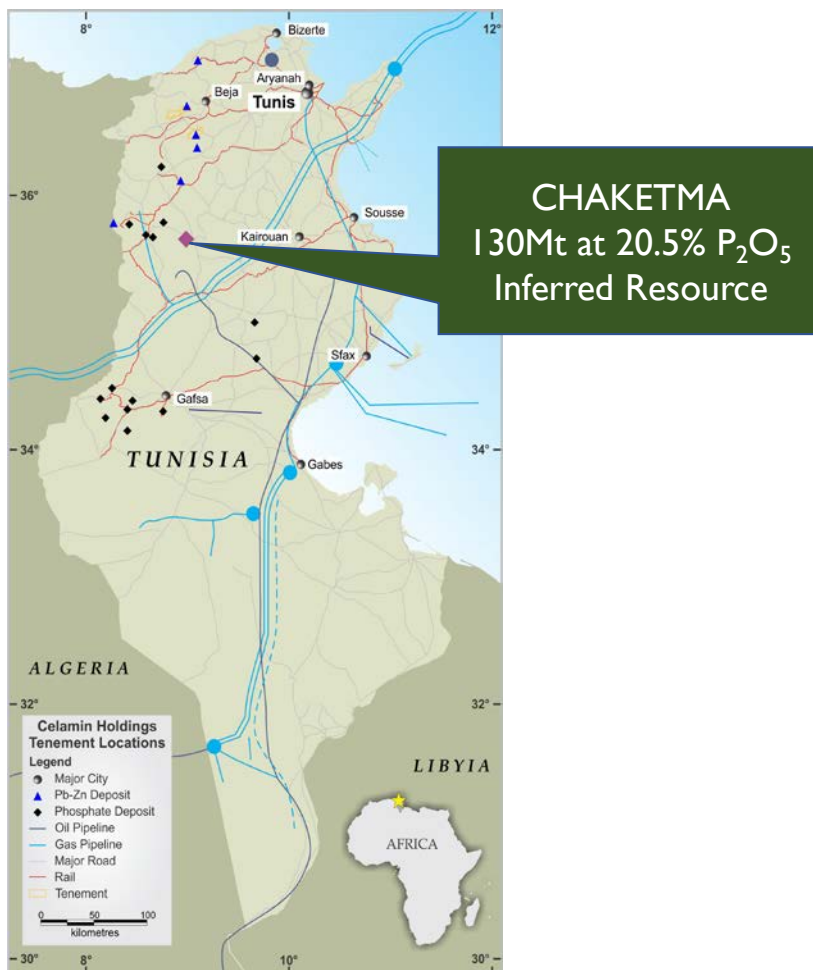 8°
12°
Bizerte
Aryanah
Beja
Tunis
36°
Sousse
Kairouan
CHAKETMA
130Mt at 20.5% P₂O₅
Inferred Resource
Sfax
Gafsa
34°
34°
TUNISIA
Gabes
ALGERIA
32°
32°
Celamin Holdings
Tenement Locations
Legend
Major City
Pb-Zn Deposit
Phosphate Deposit
Oil Pipeline
Gas Pipeline
Major Road
Rail
Tenement
0 50 100
kilometres
LIBYIA
AFRICA
30°
8°
10°
30°